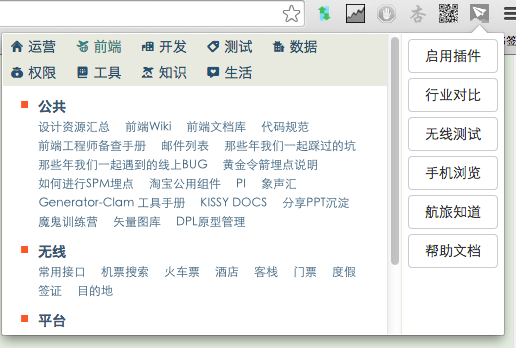 运营 前端 开发 测试 数据
权限 工具 知识 生活
公共
设计资源汇总 前端Wiki 前端文档库 代码规范
前端工程师备查手册 邮件列表 那些年我们一起踩过的坑
那些年我们一起遇到的线上BUG 黄金令箭埋点说明
如何进行SPM埋点 淘宝公用组件 PI 象声汇
Generator-Clam 工具手册 KISSY DOCS 分享PPT沉淀
魔鬼训练营 矢量图库 DPL原型管理
无线
常用接口 机票搜索 火车票 酒店 客栈 门票 度假
签证 目的地
平台
启用插件
行业对比
无线测试
手机浏览
航旅知道
帮助文档
杏